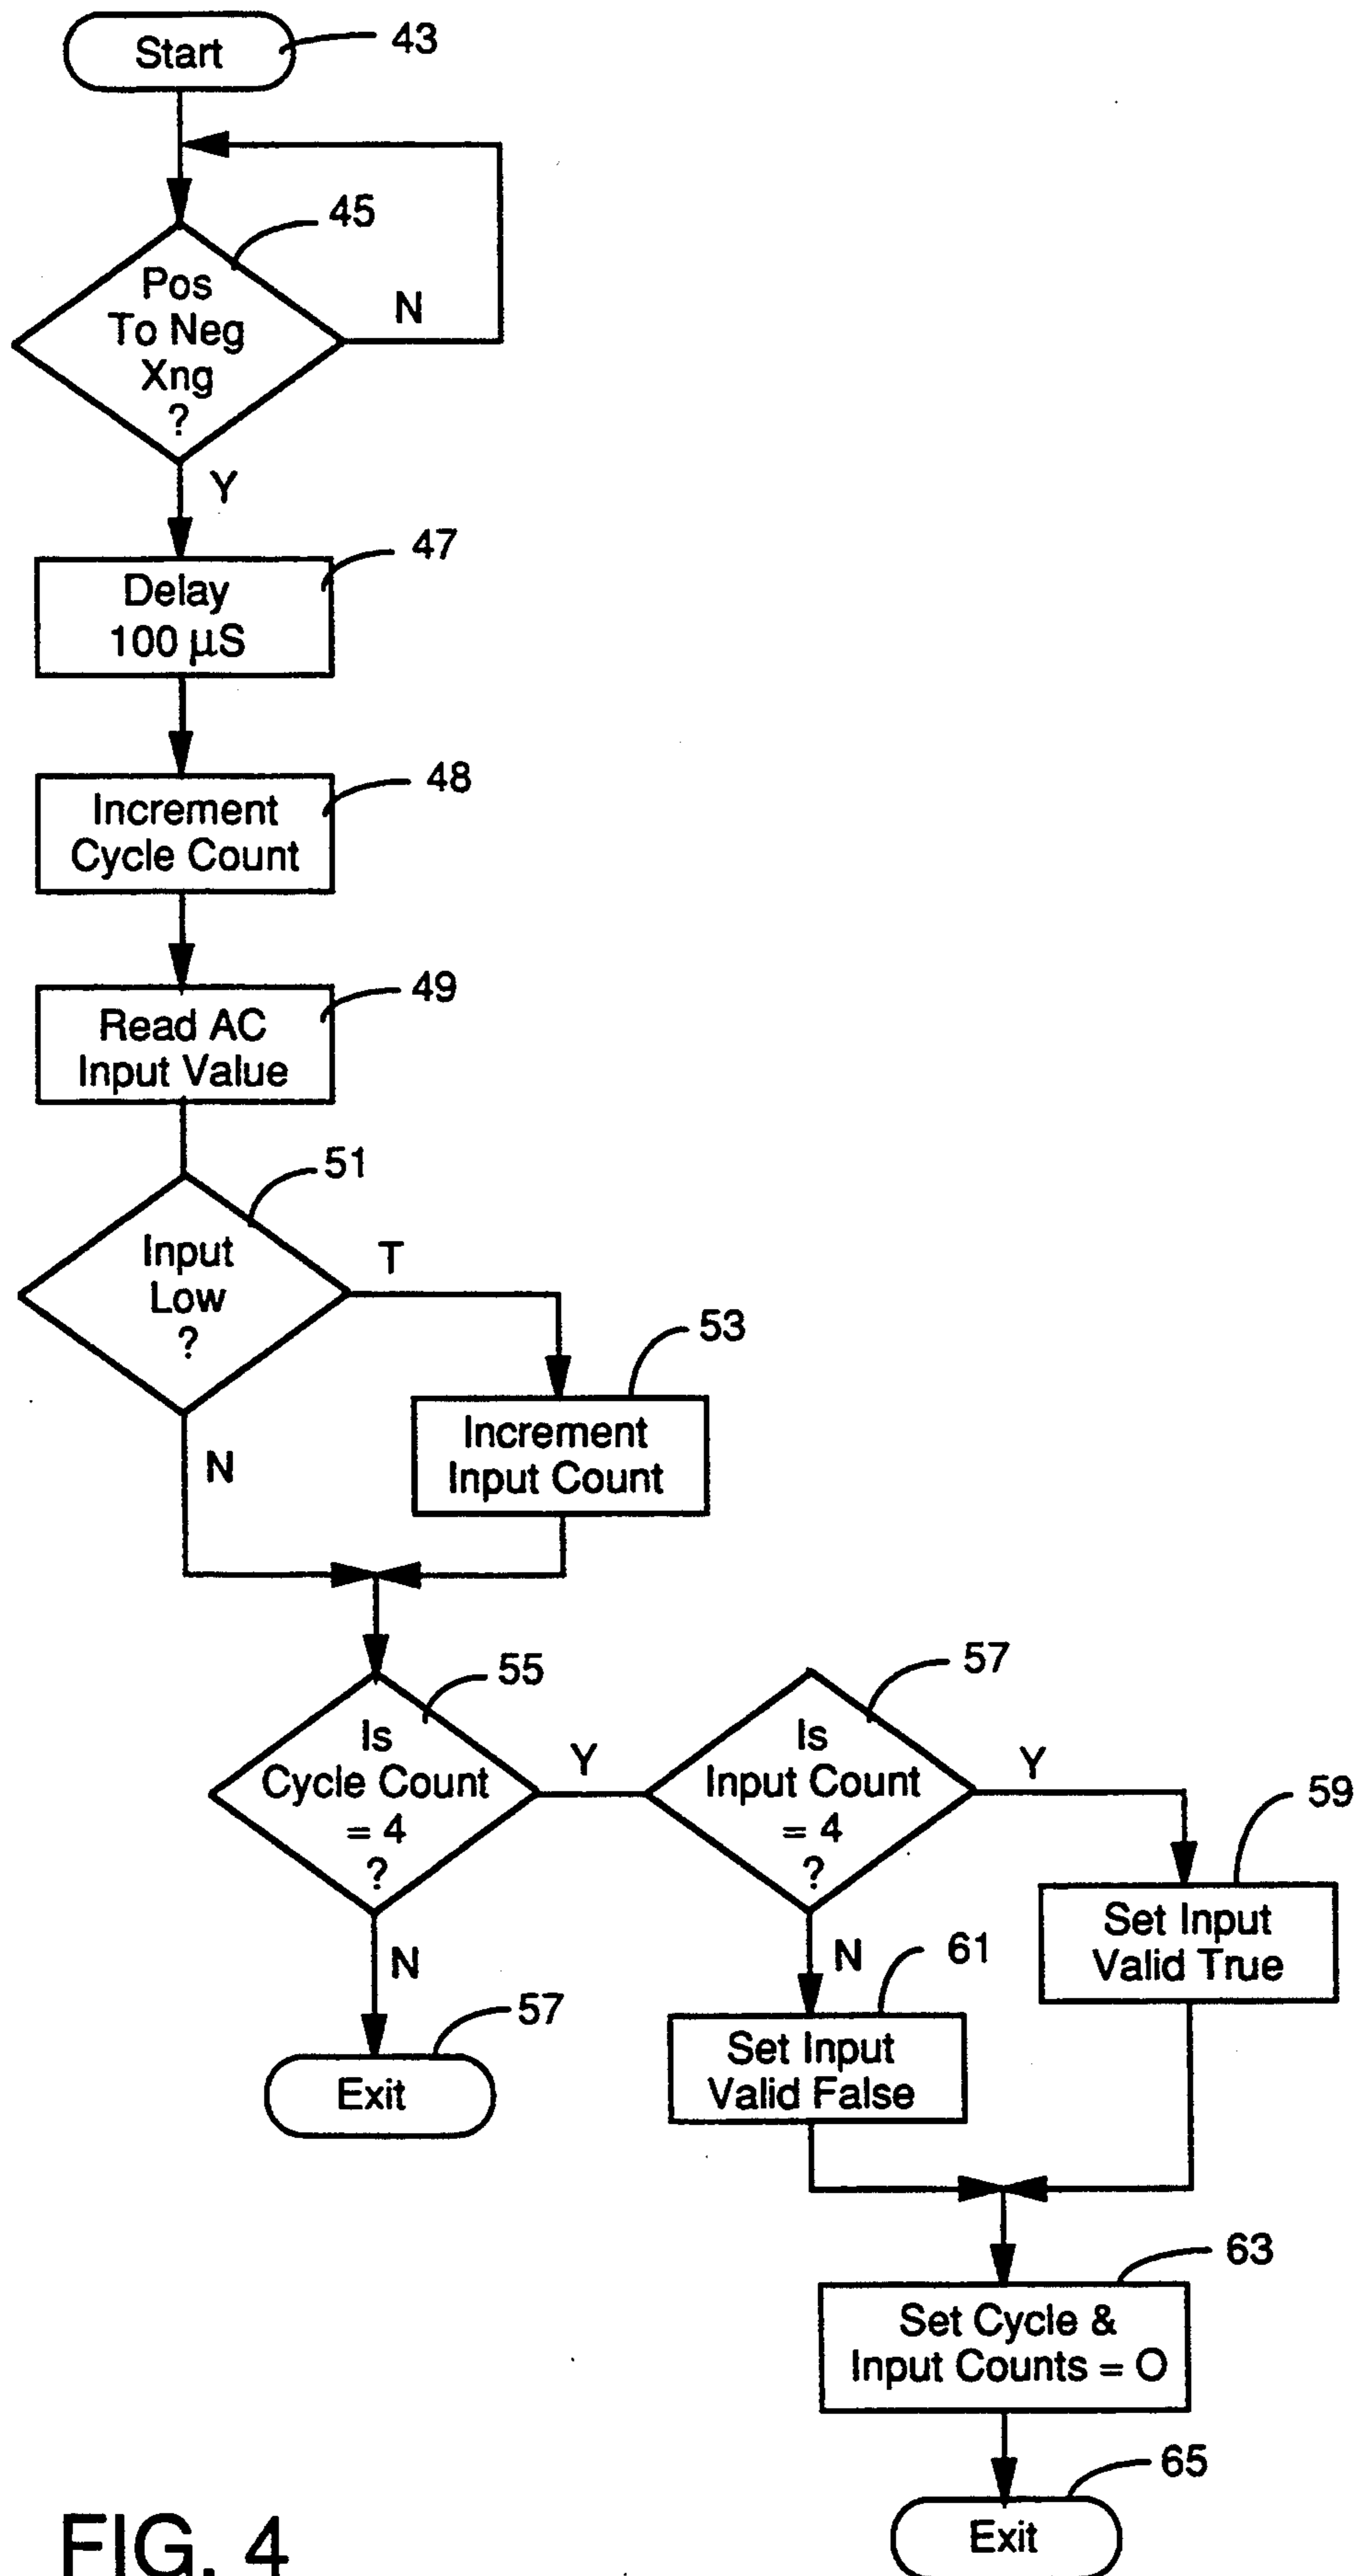 Start
43
45
Pos
To Neg
Xng
?
N
Y
47
Delay
100 µS
48
Increment
Cycle Count
49
Read AC
Input Value
51
Input
Low
?
T
N
53
Increment
Input Count
55
Is
Cycle Count
= 4
?
Y
N
57
Is
Input Count
= 4
?
Y
N
59
Set Input
Valid True
61
Set Input
Valid False
57
Exit
63
Set Cycle &
Input Counts = O
65
Exit
FIG. 4